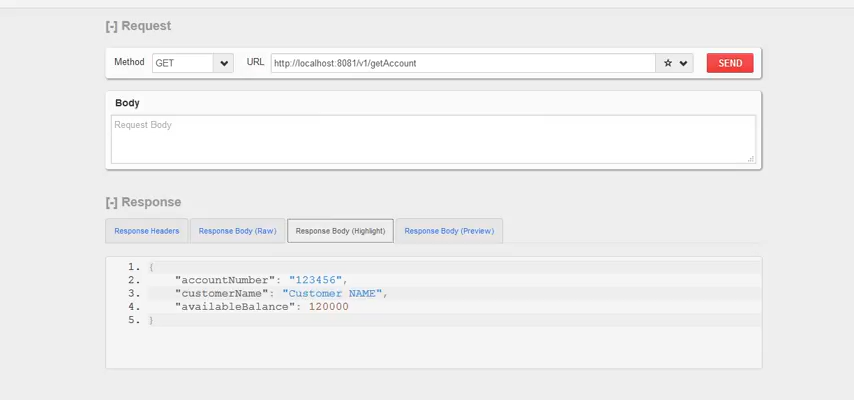 [-] Request
Method GET URL http://localhost:8081/v1/getAccount SEND
Body
Request Body
[-] Response
Response Headers Response Body (Raw) Response Body (Highlight) Response Body (Preview)
1. {
2. "accountNumber": "123456",
3. "customerName": "Customer NAME",
4. "availableBalance": 120000
5. }